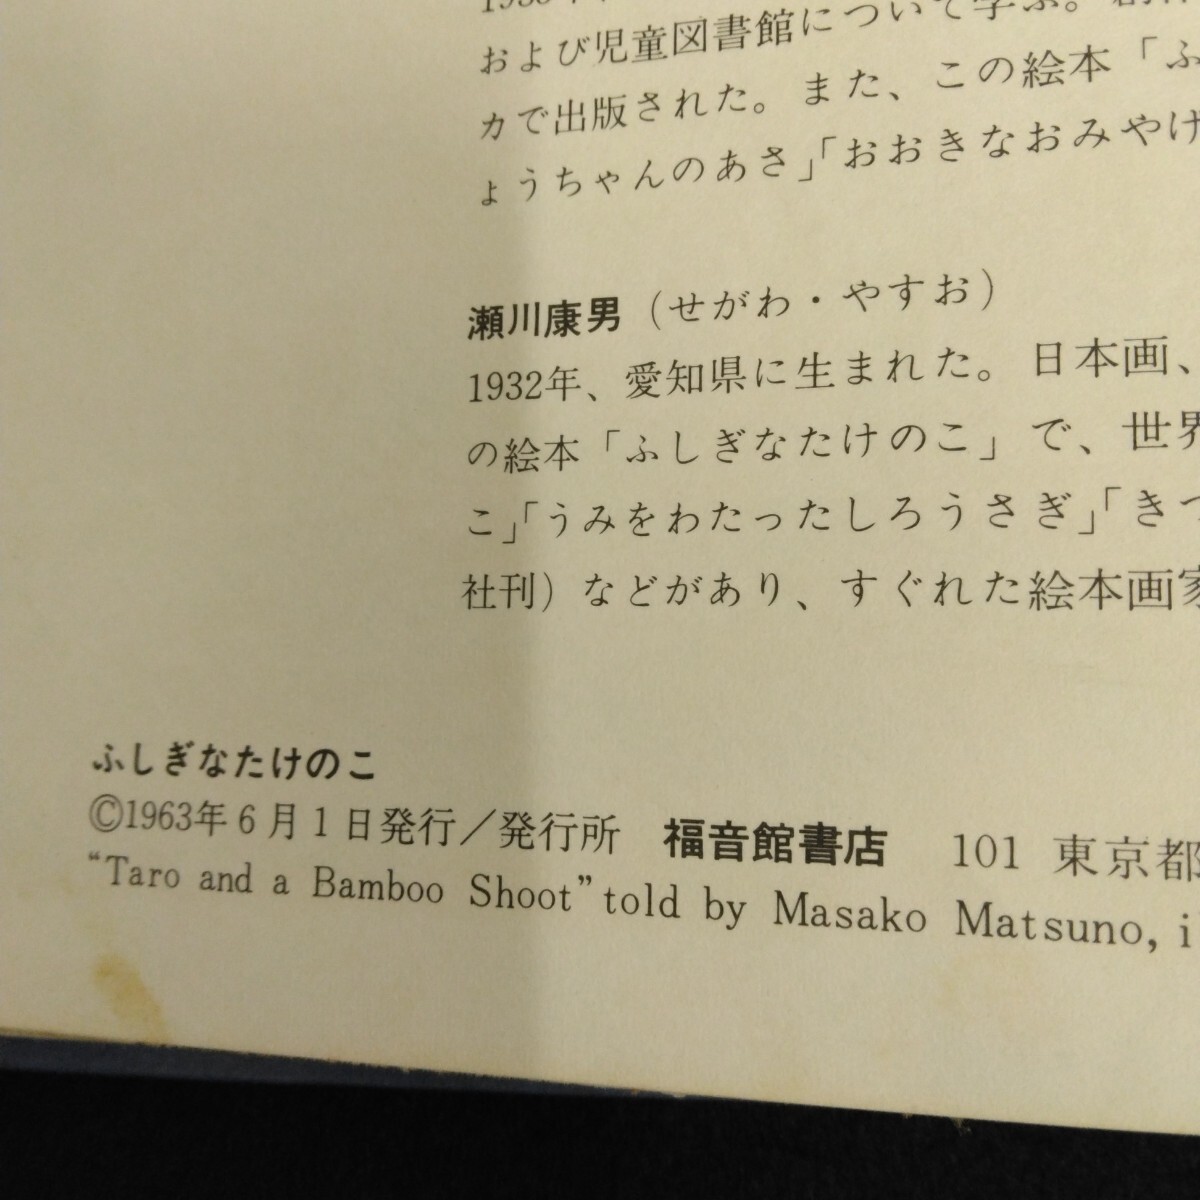 および児童図書館について学ぶ。創作
カで出版された。また、この絵本「ふ
ょうちゃんのあさ」「おおきなおみやげ
瀬川康男（せがわ・やすお）
1932年、愛知県に生まれた。日本画、
の絵本「ふしぎなたけのこ」で、世界
こ」「うみをわたったしろうさぎ」「きつ
社刊）などがあり、すぐれた絵本画家
ふしぎなたけのこ
©1963年6月1日発行／発行所 福音館書店 101 東京都
“Taro and a Bamboo Shoot” told by Masako Matsuno, i